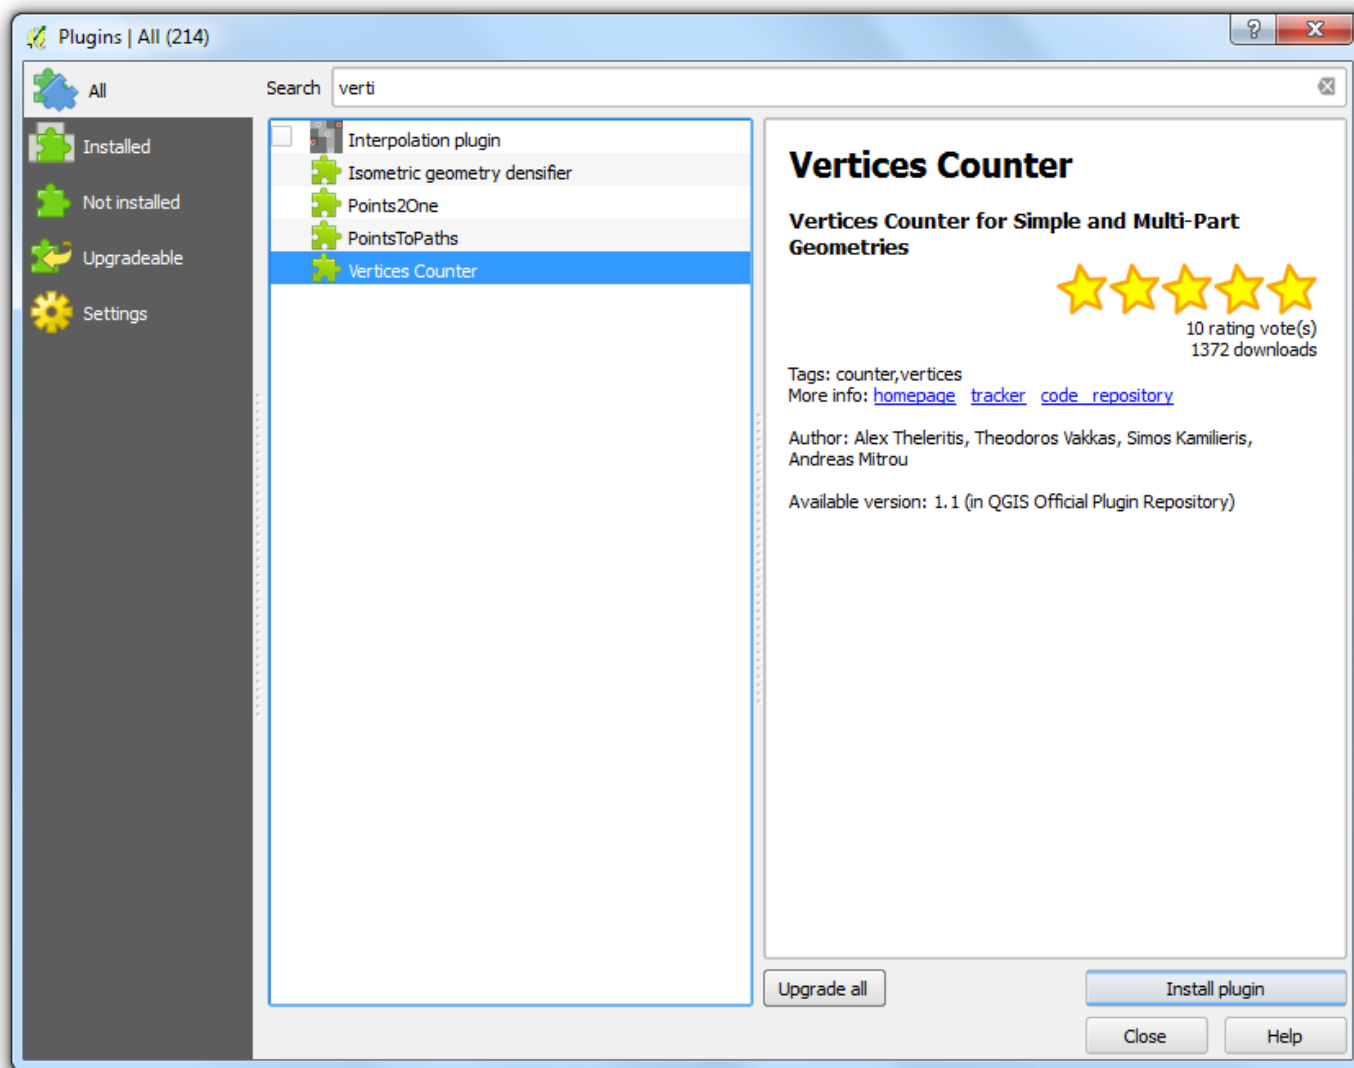 Plugins | All (214)
?
x
All
Installed
Not installed
Upgradeable
Settings
Search verti
Interpolation plugin
Isometric geometry densifier
Points2One
PointsToPaths
Vertices Counter
Vertices Counter
Vertices Counter for Simple and Multi-Part
Geometries
10 rating vote(s)
1372 downloads
Tags: counter,vertices
More info: homepage tracker code repository
Author: Alex Theleritis, Theodoros Vakkas, Simos Kamilieris,
Andreas Mitrou
Available version: 1.1 (in QGIS Official Plugin Repository)
Upgrade all
Install plugin
Close
Help